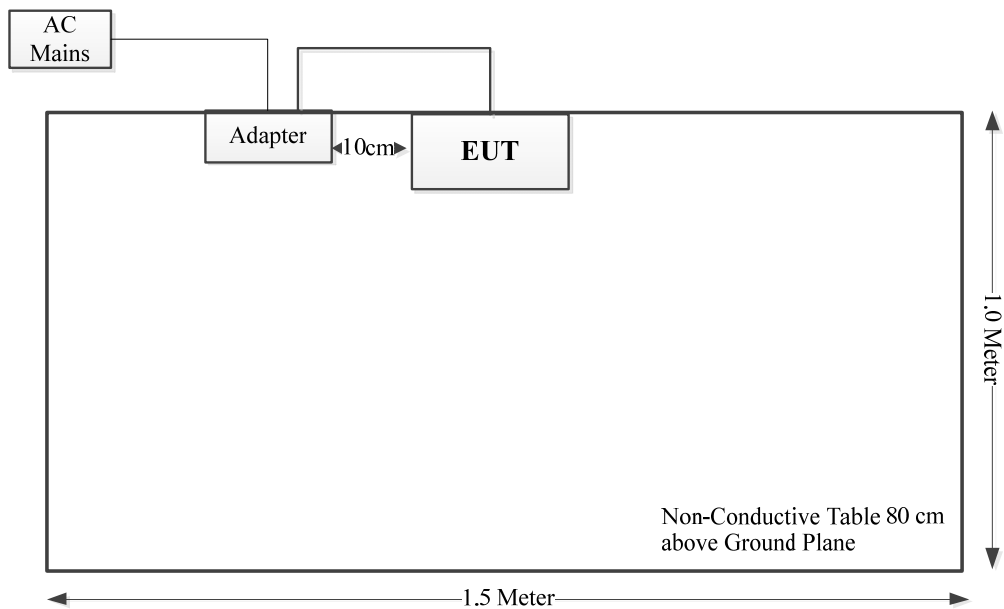 AC
Mains
Adapter
10cm
EUT
1.0 Meter
Non-Conductive Table 80 cm
above Ground Plane
1.5 Meter